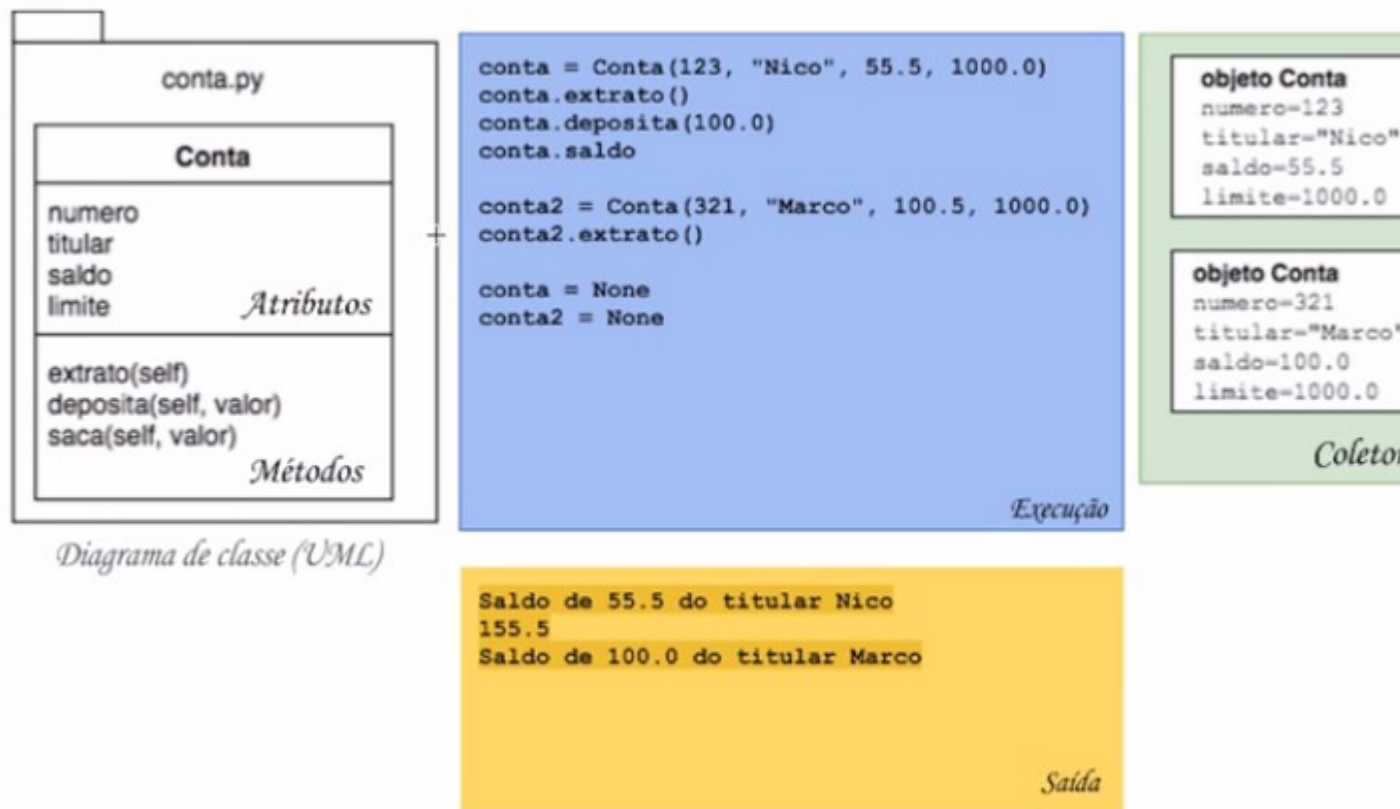 conta.py
Conta
numero
titular
saldo
limite
Atributos
extrato(self)
deposita(self, valor)
saca(self, valor)
Métodos
Diagrama de classe (UML)
conta = Conta(123, "Nico", 55.5, 1000.0)
conta.extrato()
conta.deposita(100.0)
conta.saldo
conta2 = Conta(321, "Marco", 100.5, 1000.0)
conta2.extrato()
conta = None
conta2 = None
Execução
Saldo de 55.5 do titular Nico
155.5
Saldo de 100.0 do titular Marco
Saída
objeto Conta
numero=123
titular="Nico"
saldo=55.5
limite=1000.0
objeto Conta
numero=321
titular="Marco"
saldo=100.0
limite=1000.0